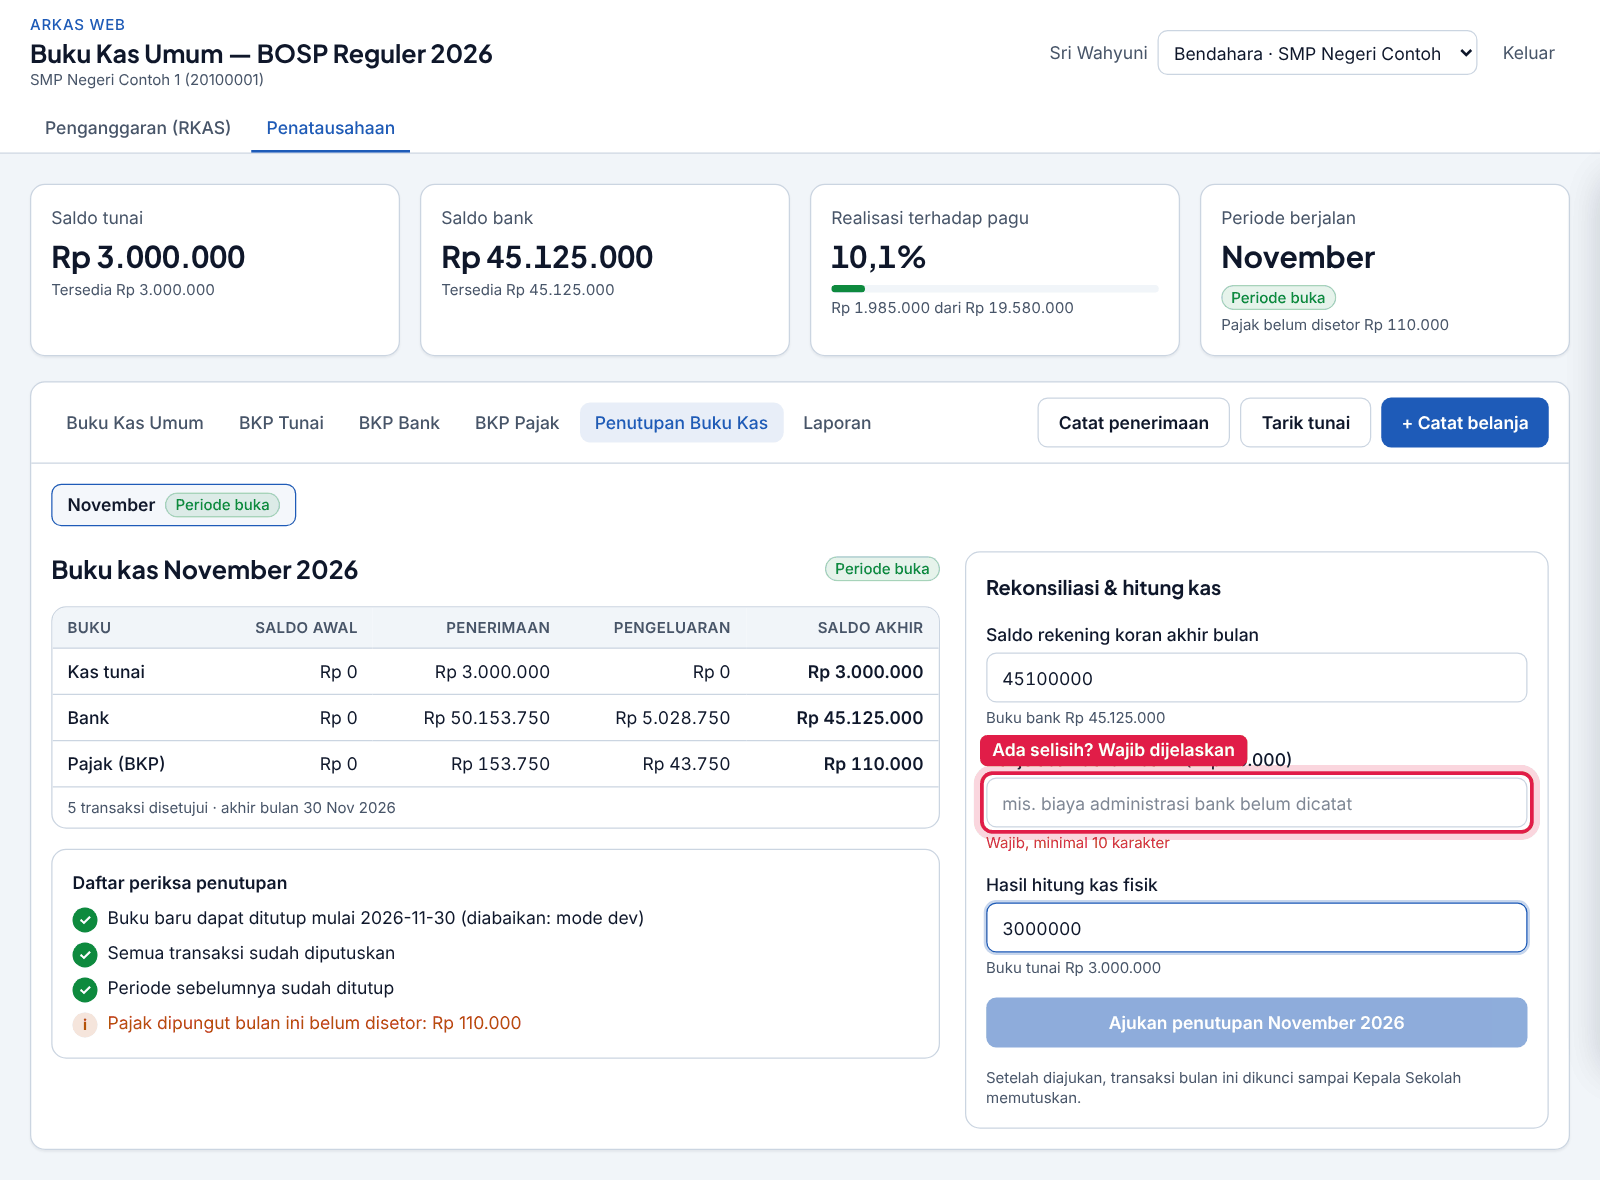 ARKAS WEB
Buku Kas Umum — BOSP Reguler 2026
SMP Negeri Contoh 1 (20100001)
Sri Wahyuni
Bendahara · SMP Negeri Contoh
Keluar
Penganggaran (RKAS)
Penatausahaan
Saldo tunai
Rp 3.000.000
Tersedia Rp 3.000.000
Saldo bank
Rp 45.125.000
Tersedia Rp 45.125.000
Realisasi terhadap pagu
10,1%
Rp 1.985.000 dari Rp 19.580.000
Periode berjalan
November
Periode buka
Pajak belum disetor Rp 110.000
Buku Kas Umum
BKP Tunai
BKP Bank
BKP Pajak
Penutupan Buku Kas
Laporan
Catat penerimaan
Tarik tunai
+ Catat belanja
November Periode buka
Buku kas November 2026
Periode buka
BUKU SALDO AWAL PENERIMAAN PENGELUARAN SALDO AKHIR
Kas tunai Rp 0 Rp 3.000.000 Rp 0 Rp 3.000.000
Bank Rp 0 Rp 50.153.750 Rp 5.028.750 Rp 45.125.000
Pajak (BKP) Rp 0 Rp 153.750 Rp 43.750 Rp 110.000
5 transaksi disetujui · akhir bulan 30 Nov 2026
Daftar periksa penutupan
Buku baru dapat ditutup mulai 2026-11-30 (diabaikan: mode dev)
Semua transaksi sudah diputuskan
Periode sebelumnya sudah ditutup
i Pajak dipungut bulan ini belum disetor: Rp 110.000
Rekonsiliasi & hitung kas
Saldo rekening koran akhir bulan
45100000
Buku bank Rp 45.125.000
Ada selisih? Wajib dijelaskan
.000)
mis. biaya administrasi bank belum dicatat
Wajib, minimal 10 karakter
Hasil hitung kas fisik
3000000
Buku tunai Rp 3.000.000
Ajukan penutupan November 2026
Setelah diajukan, transaksi bulan ini dikunci sampai Kepala Sekolah
memutuskan.